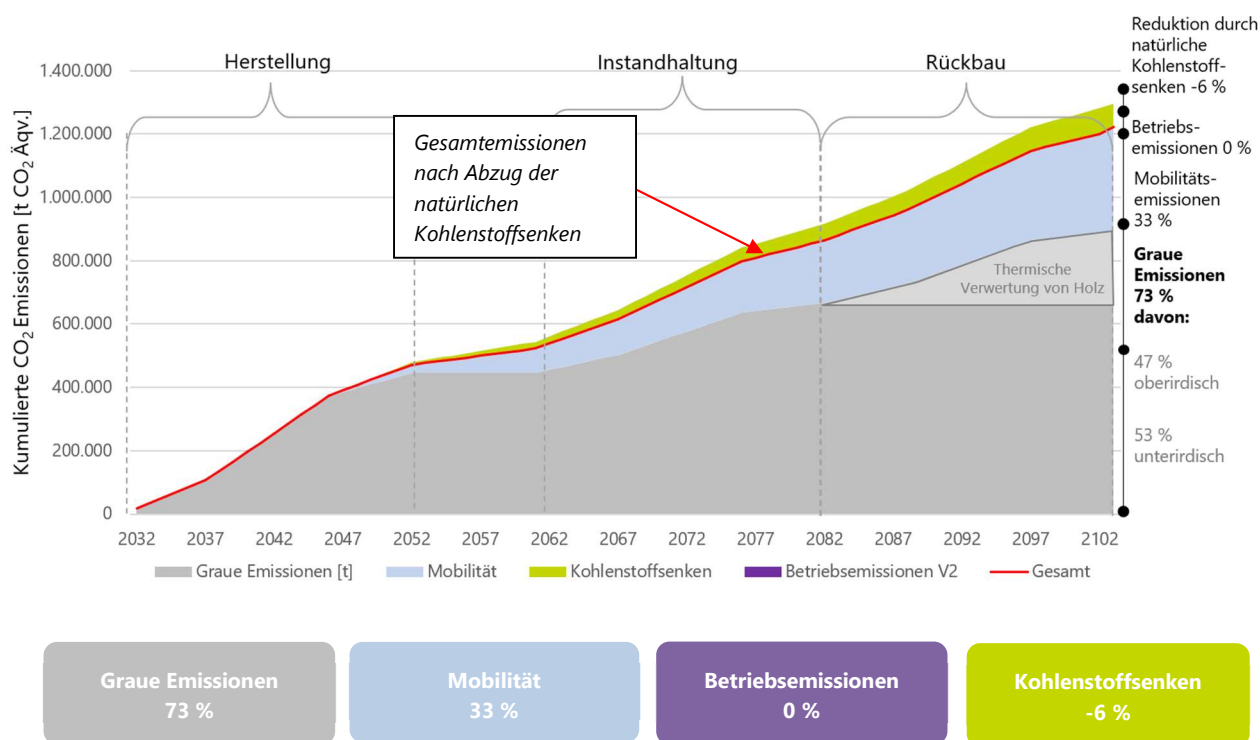 Herstellung
Instandhaltung
Rückbau
Reduktion durch
natürliche
Kohlenstoff-
senken -6 %
Betriebs-
emissionen 0 %
Mobilitäts-
emissionen
33 %
Graue
Emissionen
73 %
davon:
47 %
oberirdisch
53 %
unterirdisch
Kumulierte CO₂ Emissionen [t CO₂ Äqv.]
1.400.000
1.200.000
1.000.000
800.000
600.000
400.000
200.000
0
Gesamtemissionen
nach Abzug der
natürlichen
Kohlenstoffsenken
Thermische
Verwertung von Holz
2032 2037 2042 2047 2052 2057 2062 2067 2072 2077 2082 2087 2092 2097 2102
Graue Emissionen [t] Mobilität Kohlenstoffsenken Betriebsemissionen V2 Gesamt
Graue Emissionen
73 %
Mobilität
33 %
Betriebsemissionen
0 %
Kohlenstoffsenken
-6 %